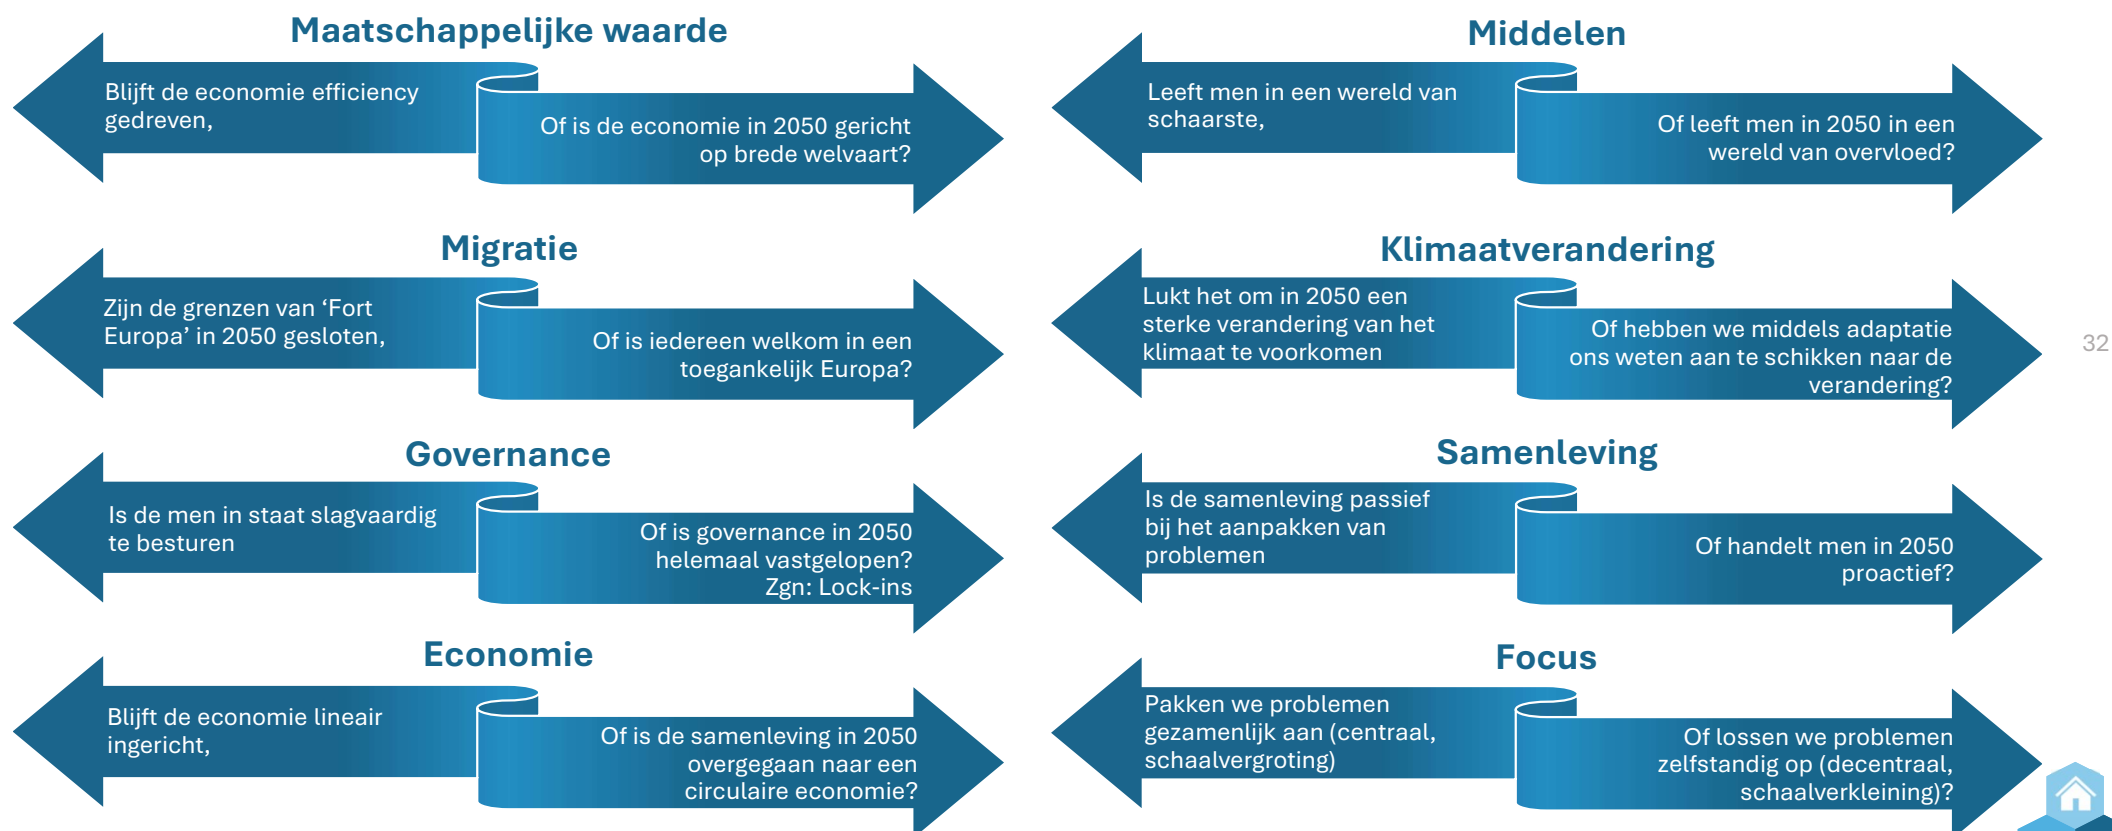 Maatschappelijke waarde
Blijft de economie efficiency
gedreven,
Of is de economie in 2050 gericht
op brede welvaart?
Middelen
Leeft men in een wereld van
schaarste,
Of leeft men in 2050 in een
wereld van overvloed?
Migratie
Zijn de grenzen van ‘Fort
Europa’ in 2050 gesloten,
Of is iedereen welkom in een
toegankelijk Europa?
Klimaatverandering
Lukt het om in 2050 een
sterke verandering van het
klimaat te voorkomen
Of hebben we middels adaptatie
ons weten aan te schikken naar de
verandering?
32
Governance
Is de men in staat slagvaardig
te besturen
Of is governance in 2050
helemaal vastgelopen?
Zgn: Lock-ins
Samenleving
Is de samenleving passief
bij het aanpakken van
problemen
Of handelt men in 2050
proactief?
Economie
Blijft de economie lineair
ingericht,
Of is de samenleving in 2050
overgegaan naar een
circulaire economie?
Focus
Pakken we problemen
gezamenlijk aan (centraal,
schaalvergroting)
Of lossen we problemen
zelfstandig op (decentraal,
schaalverkleining)?